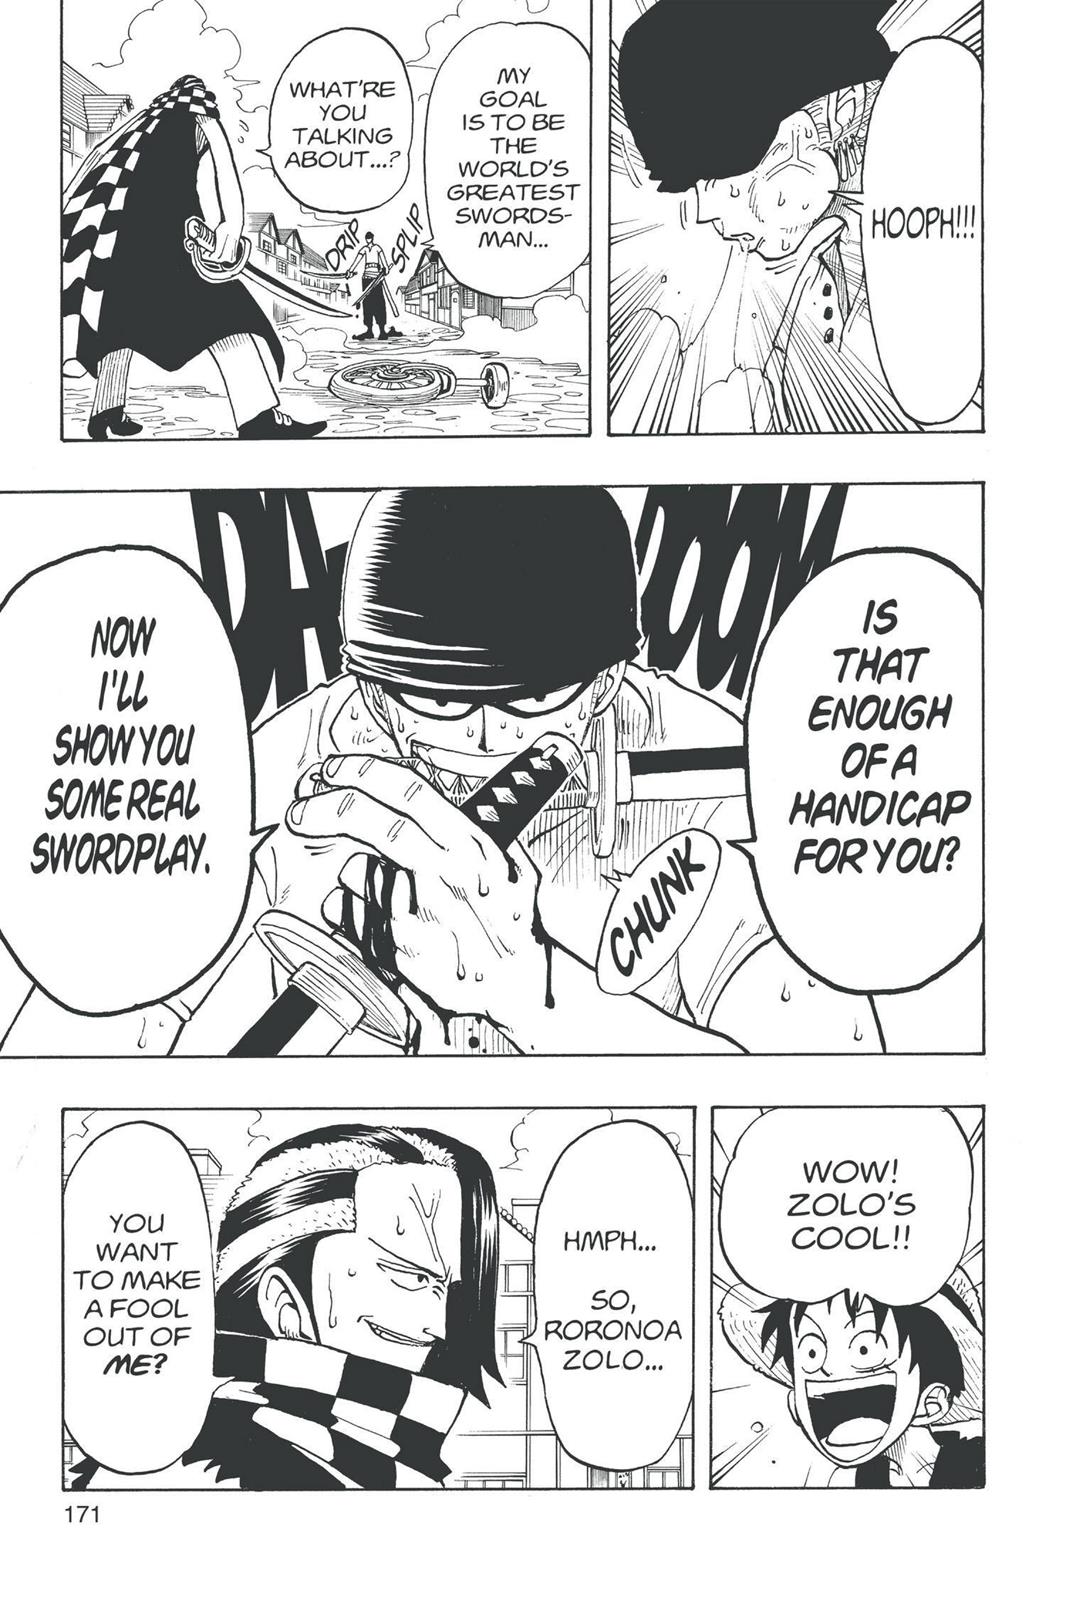 HOOPH!!!
MY
GOAL
IS TO BE
THE
WORLD'S
GREATEST
SWORDS-
MAN...
WHAT'RE
YOU
TALKING
ABOUT...?
SPLIP
DRIP
IS
THAT
ENOUGH
OF A
HANDICAP
FOR YOU?
CHUNK
NOW
I'LL
SHOW YOU
SOME REAL
SWORDPLAY.
WOW!
ZOLO'S
COOL!!
HMPH...
SO,
RORONOA
ZOLO...
YOU
WANT
TO MAKE
A FOOL
OUT OF
ME?
171